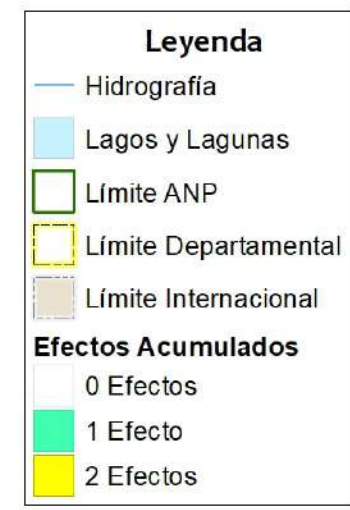 Leyenda
Hidrografía
Lagos y Lagunas
Límite ANP
Límite Departamental
Límite Internacional
Efectos Acumulados
0 Efectos
1 Efecto
2 Efectos